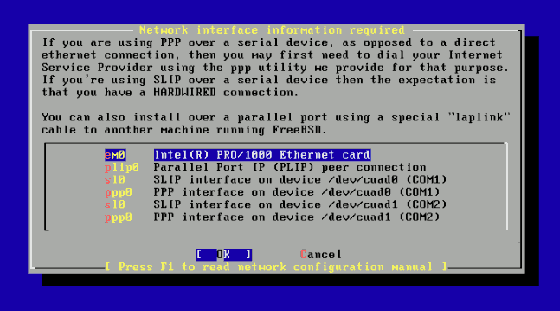 Network interface information required
If you are using PPP over a serial device, as opposed to a direct
ethernet connection, then you may first need to dial your Internet
Service Provider using the ppp utility we provide for that purpose.
If you're using SLIP over a serial device then the expectation is
that you have a HARDWIRED connection.
You can also install over a parallel port using a special "laplink"
cable to another machine running FreeBSD.
em0 Intel(R) PRO/1000 Ethernet card
plip0 Parallel Port IP (PLIP) peer connection
sl0 SLIP interface on device /dev/cuad0 (COM1)
ppp0 PPP interface on device /dev/cuad0 (COM1)
sl0 SLIP interface on device /dev/cuad1 (COM2)
ppp0 PPP interface on device /dev/cuad1 (COM2)
[ OK ] Cancel
[ Press F1 to read network configuration manual ]